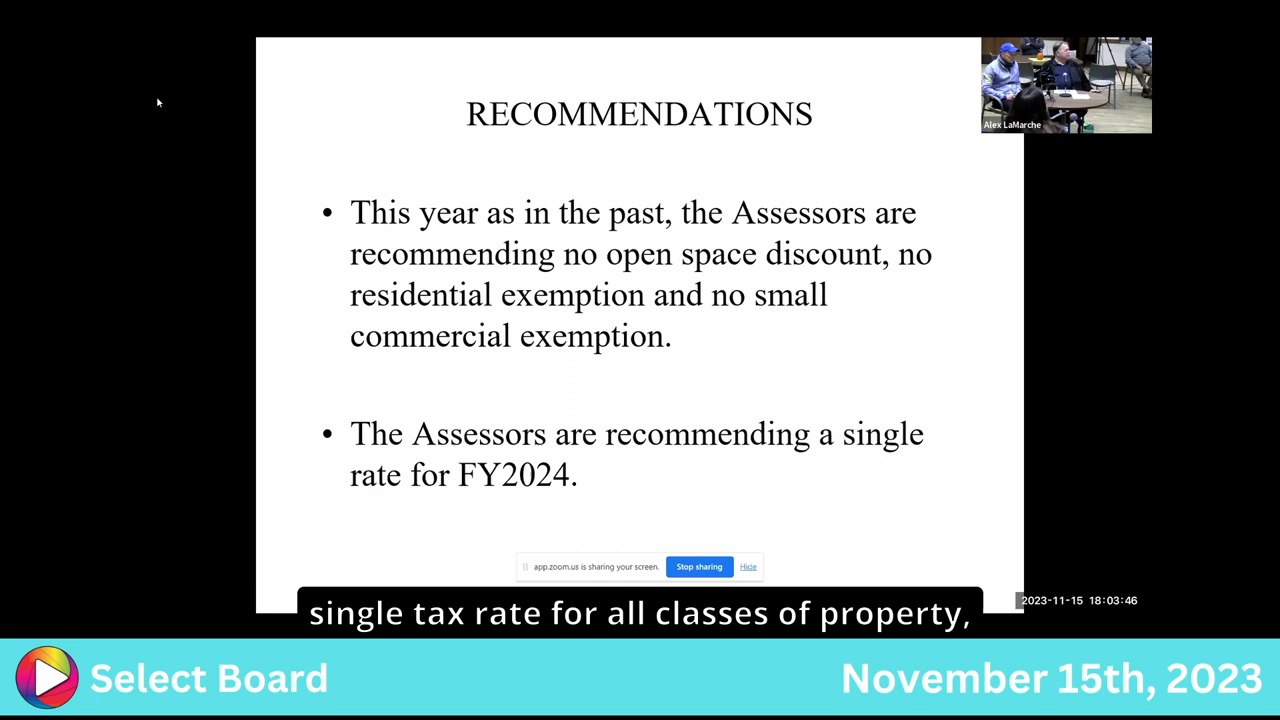 RECOMMENDATIONS
Alex LaMarche
• This year as in the past, the Assessors are
recommending no open space discount, no
residential exemption and no small
commercial exemption.
• The Assessors are recommending a single
rate for FY2024.
app.zoom.us is sharing your screen. Stop sharing Hide
2023-11-15 18:03:46
single tax rate for all classes of property,
Select Board November 15th, 2023